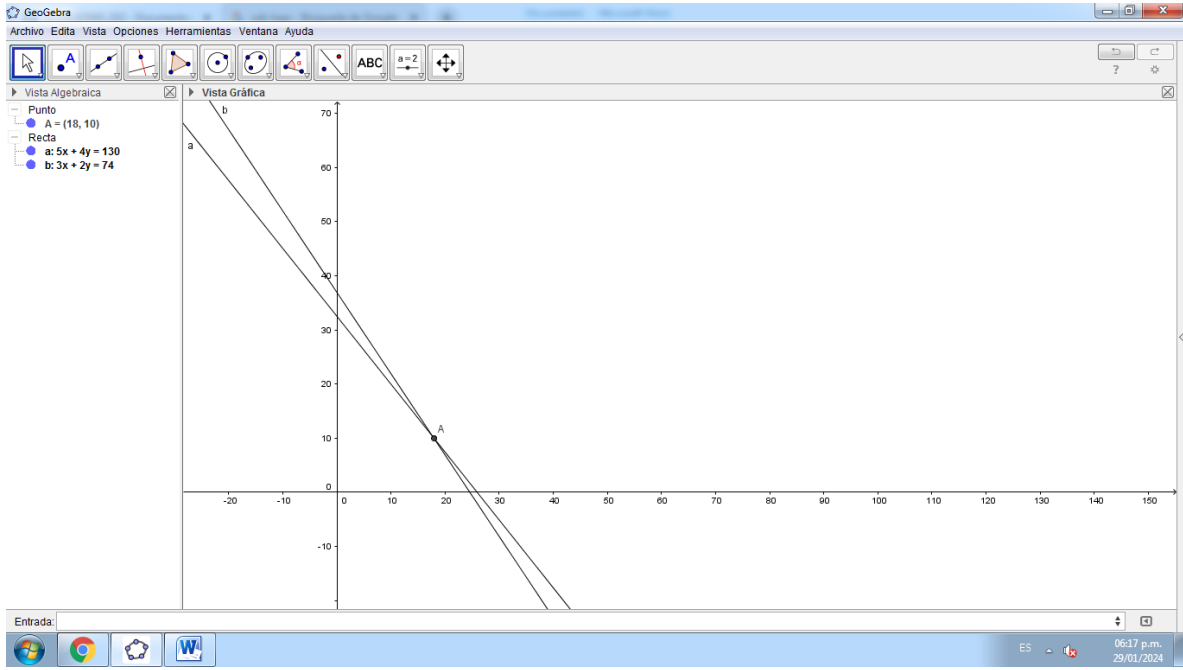 GeoGebra
Archivo Edita Vista Opciones Herramientas Ventana Ayuda
A ABC a = 2
?
Vista Algebraica
Punto
A = (18, 10)
Recta
a: 5x + 4y = 130
b: 3x + 2y = 74
Vista Gráfica
b
a
A
70
60
50
40
30
20
10
0
-10
-20 -10 0 10 20 30 40 50 60 70 80 90 100 110 120 130 140 150
Entrada:
W
ES
06:17 p.m.
29/01/2024